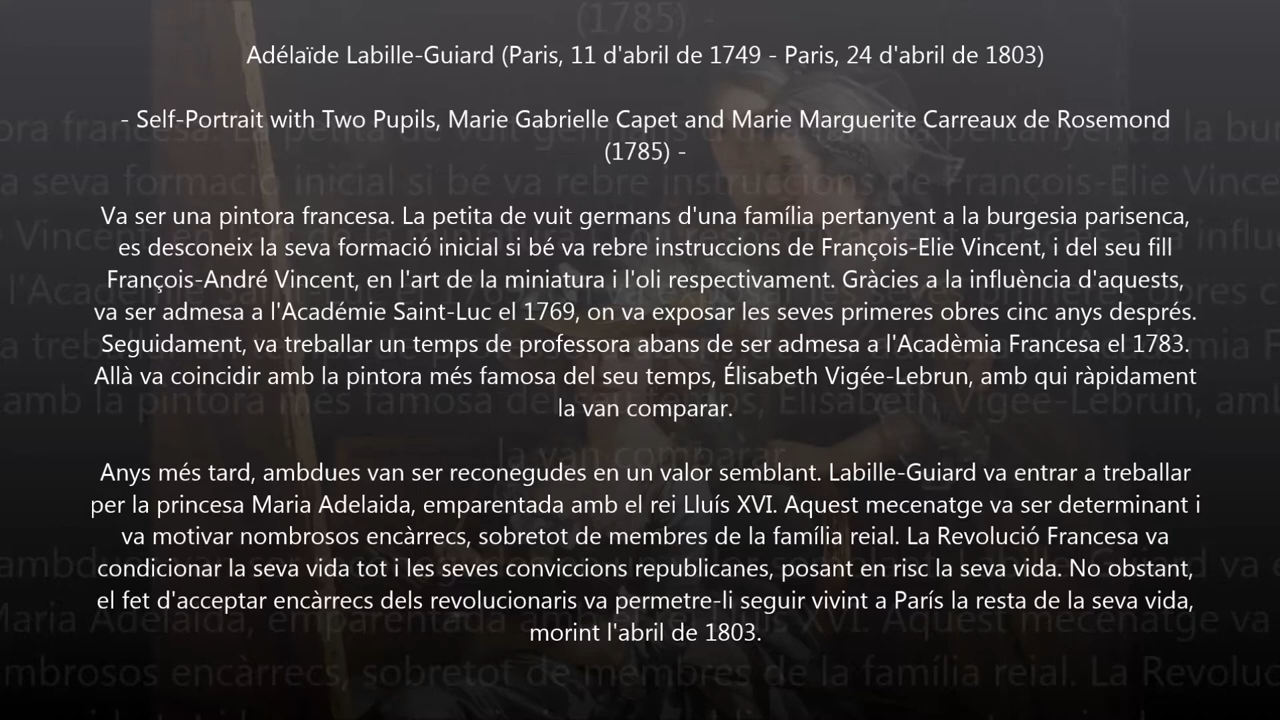 Adélaïde Labille-Guiard (Paris, 11 d'abril de 1749 - Paris, 24 d'abril de 1803)
- Self-Portrait with Two Pupils, Marie Gabrielle Capet and Marie Marguerite Carreaux de Rosemond
(1785) -
Va ser una pintora francesa. La petita de vuit germans d'una família pertanyent a la burgesia parisenca,
es desconeix la seva formació inicial si bé va rebre instruccions de François-Elie Vincent, i del seu fill
François-André Vincent, en l'art de la miniatura i l'oli respectivament. Gràcies a la influència d'aquests,
va ser admesa a l'Académie Saint-Luc el 1769, on va exposar les seves primeres obres cinc anys després.
Seguidament, va treballar un temps de professora abans de ser admesa a l'Acadèmia Francesa el 1783.
Allà va coincidir amb la pintora més famosa del seu temps, Élisabeth Vigée-Lebrun, amb qui ràpidament
la van comparar.
Anys més tard, ambdues van ser reconegudes en un valor semblant. Labille-Guiard va entrar a treballar
per la princesa Maria Adelaida, emparentada amb el rei Lluís XVI. Aquest mecenatge va ser determinant i
va motivar nombrosos encàrrecs, sobretot de membres de la família reial. La Revolució Francesa va
condicionar la seva vida tot i les seves conviccions republicanes, posant en risc la seva vida. No obstant,
el fet d'acceptar encàrrecs dels revolucionaris va permetre-li seguir vivint a París la resta de la seva vida,
morint l'abril de 1803.